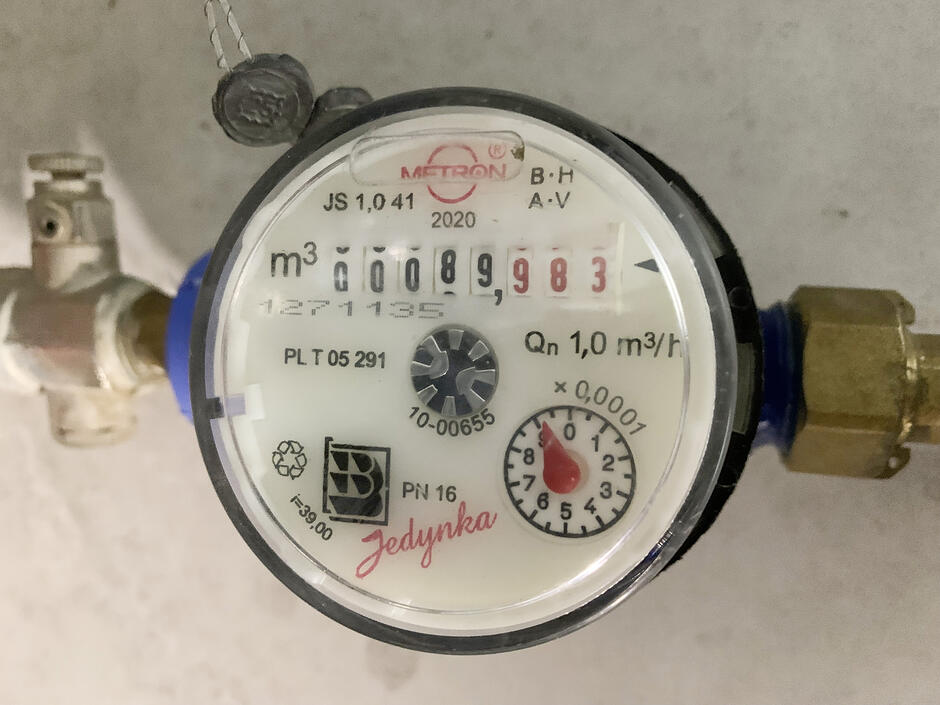 METRON ®
B·H
JS 1,0 41
A·V
2020
m³ 00089,983
1271135
PL T 05 291
Qn 1,0 m³/h
x 0,0001
10-00655
0 1 2 3 4 5 6 7 8 9
PN 16
i=39,00
Jedynka